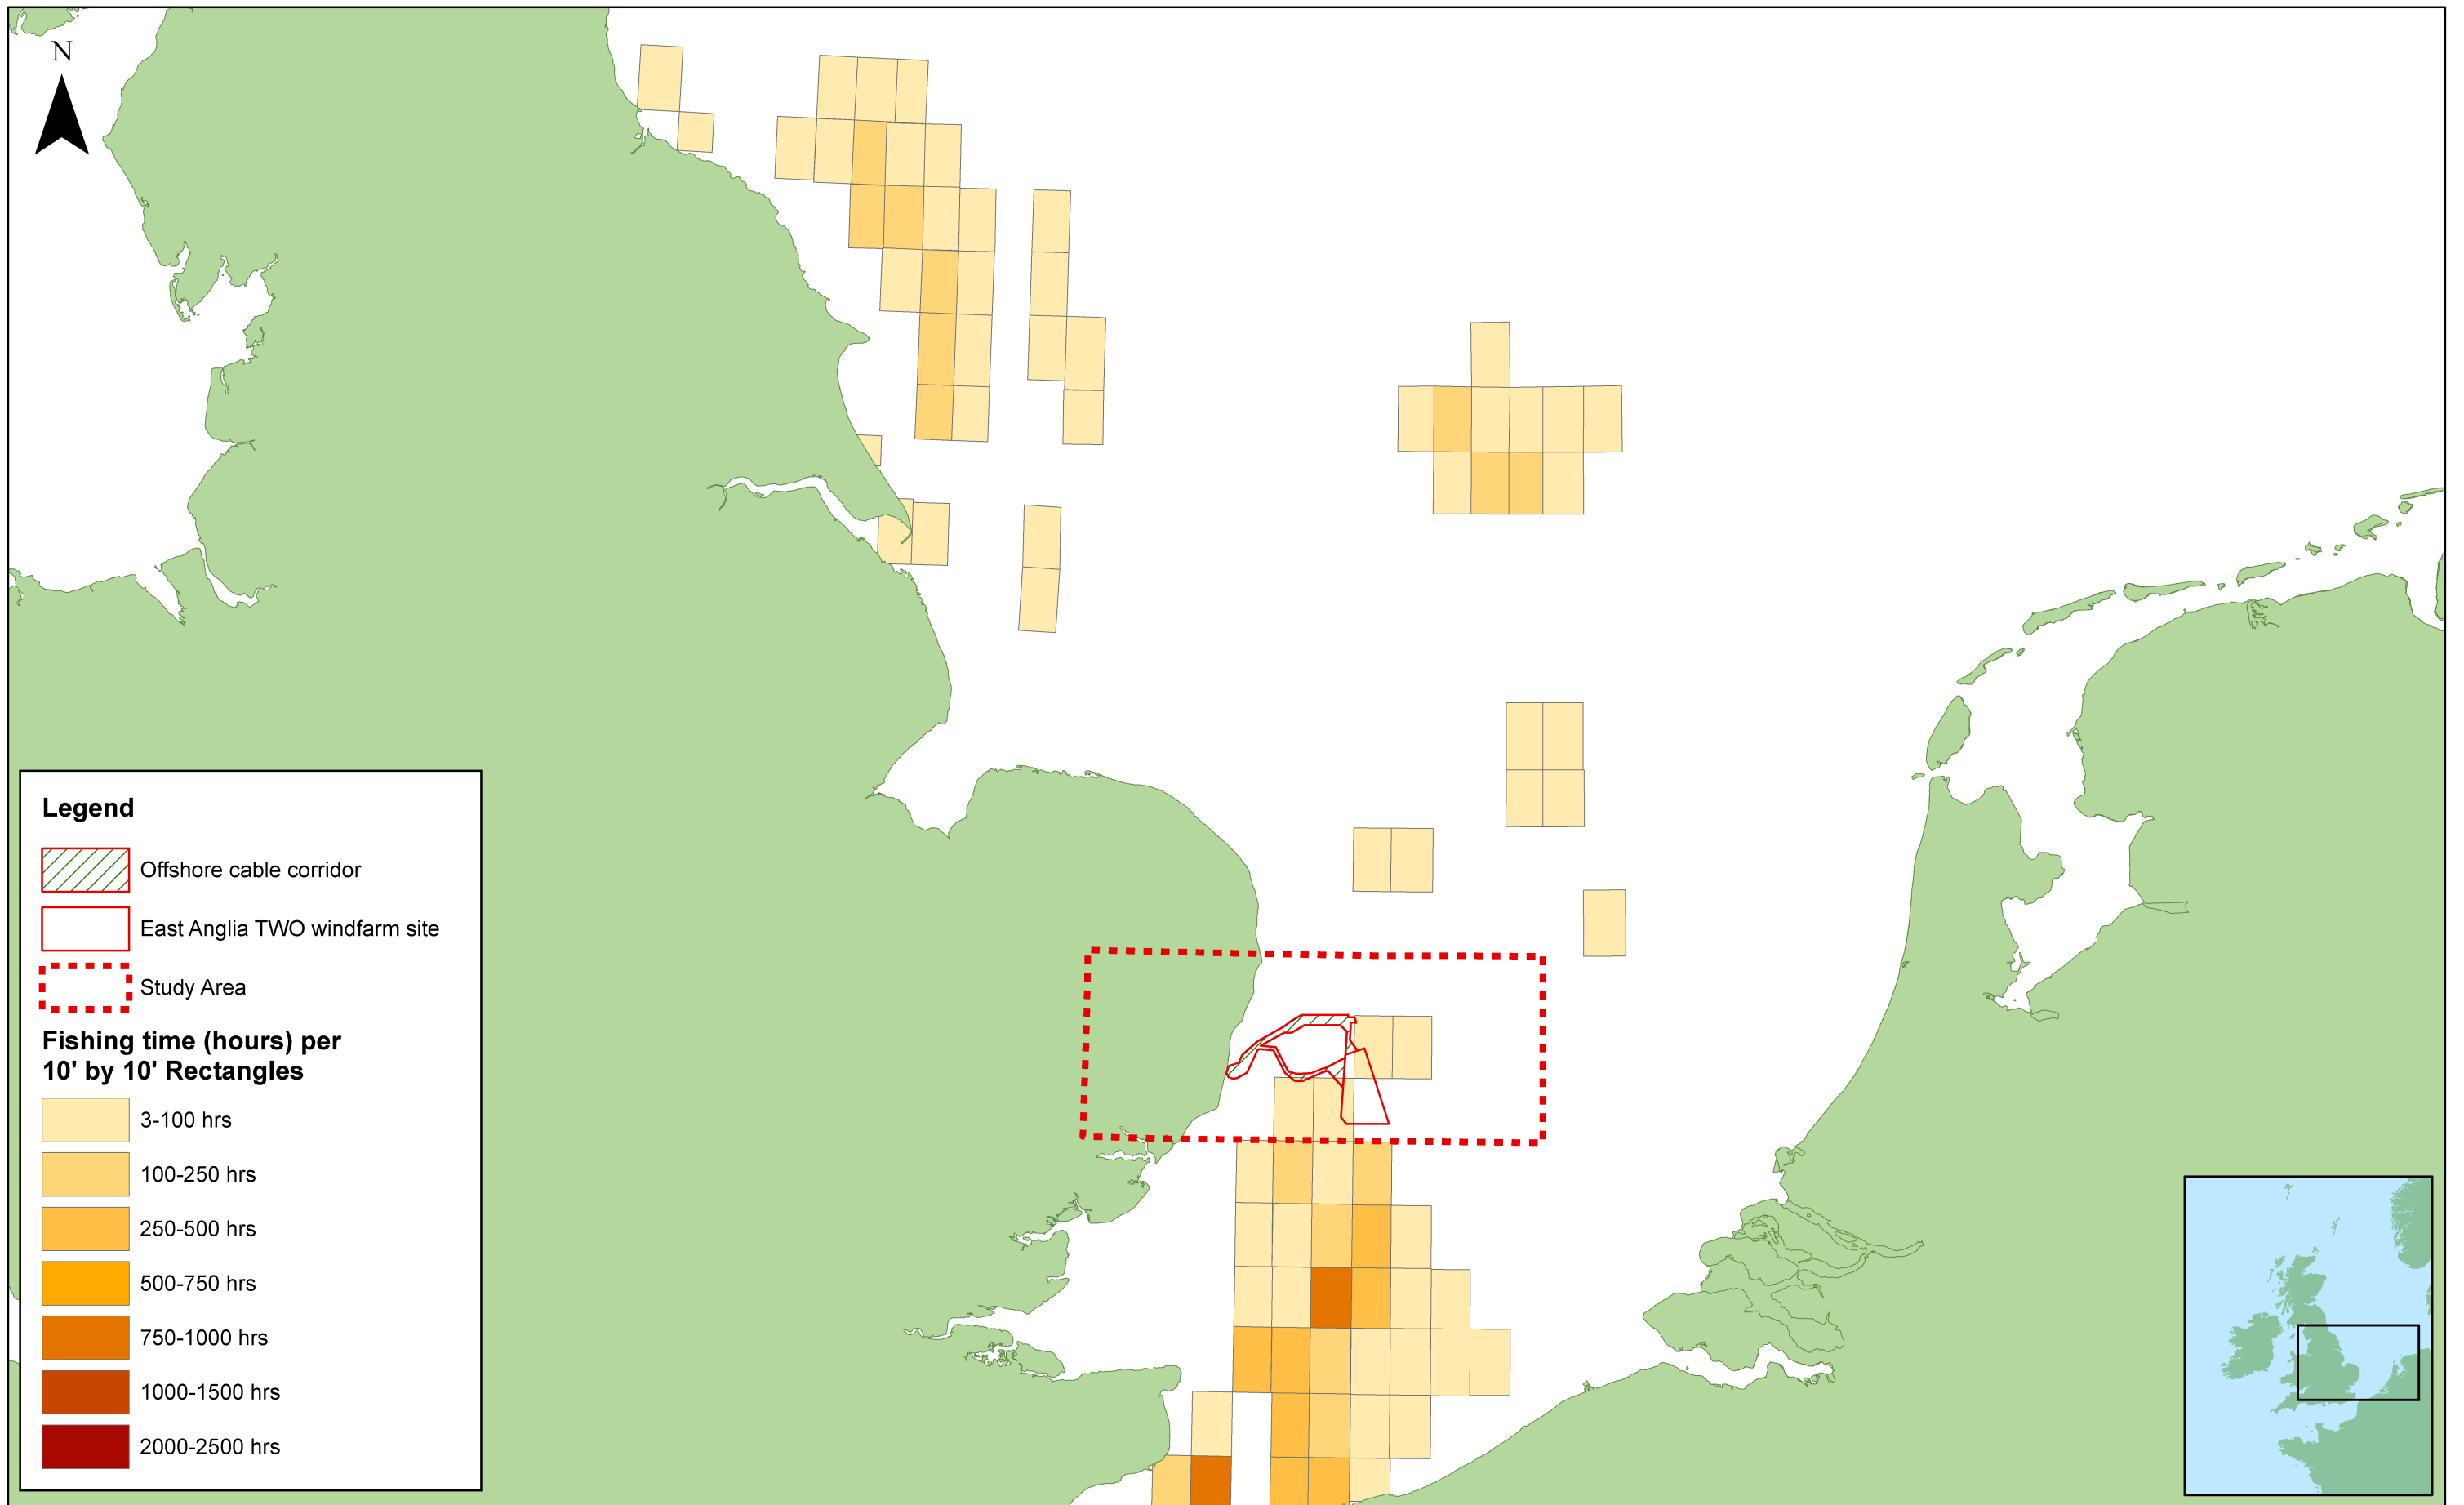 N
Legend
Offshore cable corridor
East Anglia TWO windfarm site
Study Area
Fishing time (hours) per
10' by 10' Rectangles
3-100 hrs
100-250 hrs
250-500 hrs
500-750 hrs
750-1000 hrs
1000-1500 hrs
2000-2500 hrs